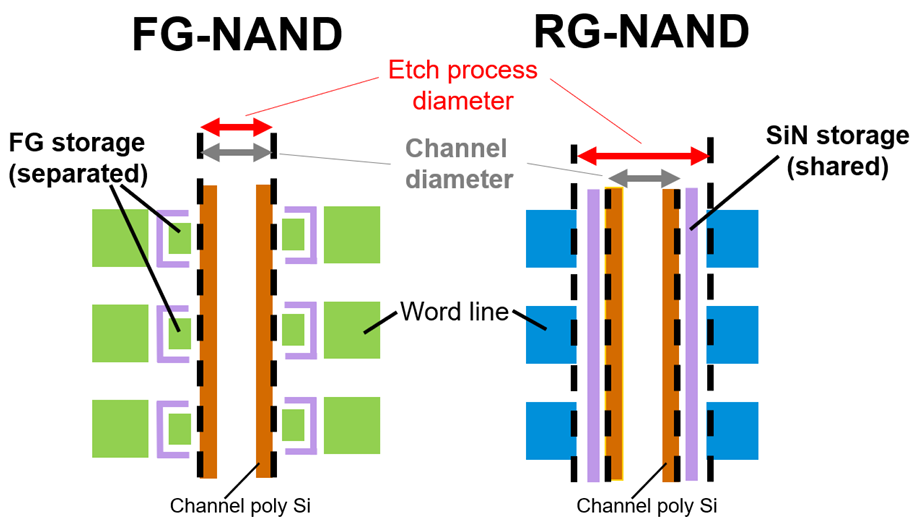 FG-NAND
RG-NAND
Etch process
diameter
FG storage
(separated)
Channel
diameter
SiN storage
(shared)
Word line
Channel poly Si
Channel poly Si